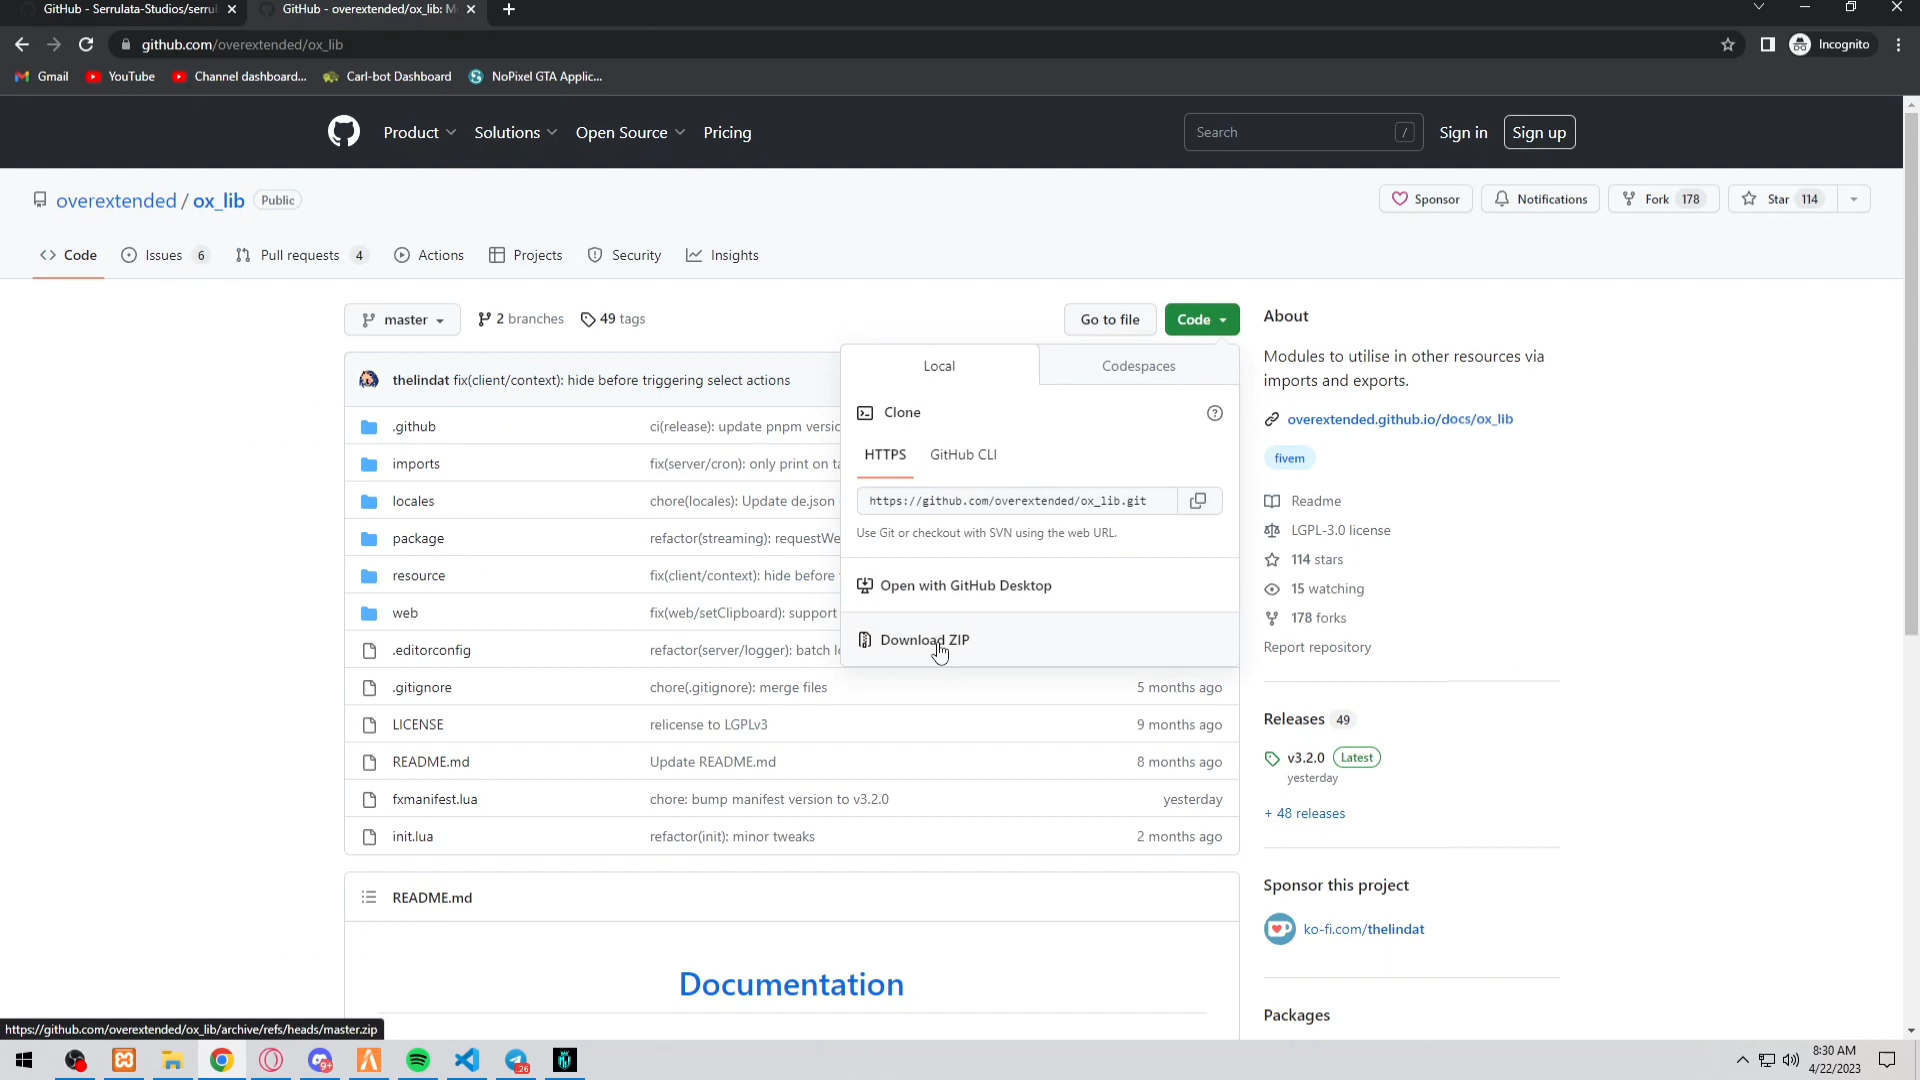 GitHub - Serrulata-Studios/serrul
GitHub - overextended/ox_lib: M
github.com/overextended/ox_lib
Incognito
Gmail
YouTube
Channel dashboard...
Carl-bot Dashboard
NoPixel GTA Applic...
Product
Solutions
Open Source
Pricing
Search
/
Sign in
Sign up
overextended / ox_lib
Public
Sponsor
Notifications
Fork 178
Star 114
Code
Issues 6
Pull requests 4
Actions
Projects
Security
Insights
master
2 branches
49 tags
Go to file
Code
Local
Codespaces
Clone
HTTPS
GitHub CLI
https://github.com/overextended/ox_lib.git
Use Git or checkout with SVN using the web URL.
Open with GitHub Desktop
Download ZIP
thelindat fix(client/context): hide before triggering select actions
.github ci(release): update pnpm versic
imports fix(server/cron): only print on ta
locales chore(locales): Update de.json
package refactor(streaming): requestWe
resource fix(client/context): hide before
web fix(web/setClipboard): support
.editorconfig refactor(server/logger): batch lo
.gitignore chore(.gitignore): merge files 5 months ago
LICENSE relicense to LGPLv3 9 months ago
README.md Update README.md 8 months ago
fxmanifest.lua chore: bump manifest version to v3.2.0 yesterday
init.lua refactor(init): minor tweaks 2 months ago
README.md
Documentation
About
Modules to utilise in other resources via
imports and exports.
overextended.github.io/docs/ox_lib
fivem
Readme
LGPL-3.0 license
114 stars
15 watching
178 forks
Report repository
Releases 49
v3.2.0 Latest
yesterday
+ 48 releases
Sponsor this project
ko-fi.com/thelindat
Packages
https://github.com/overextended/ox_lib/archive/refs/heads/master.zip
9+
26
8:30 AM
4/22/2023